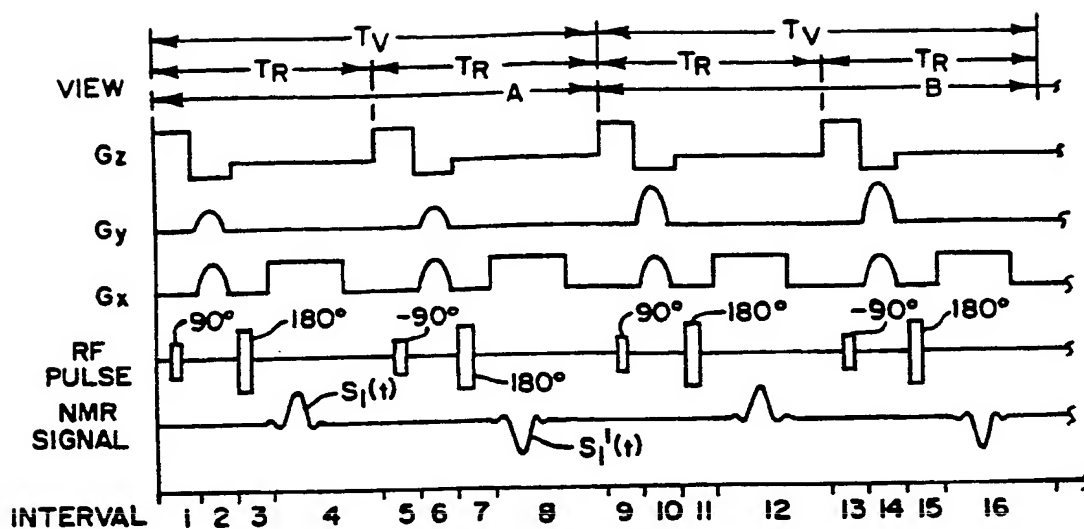 TV TV
TR TR TR TR
VIEW A B
Gz
Gy
Gx
90° 180° -90° 180° 90° 180° -90° 180°
RF
PULSE
S1(t)
NMR
SIGNAL
S1'(t)
INTERVAL 1 2 3 4 5 6 7 8 9 10 11 12 13 14 15 16